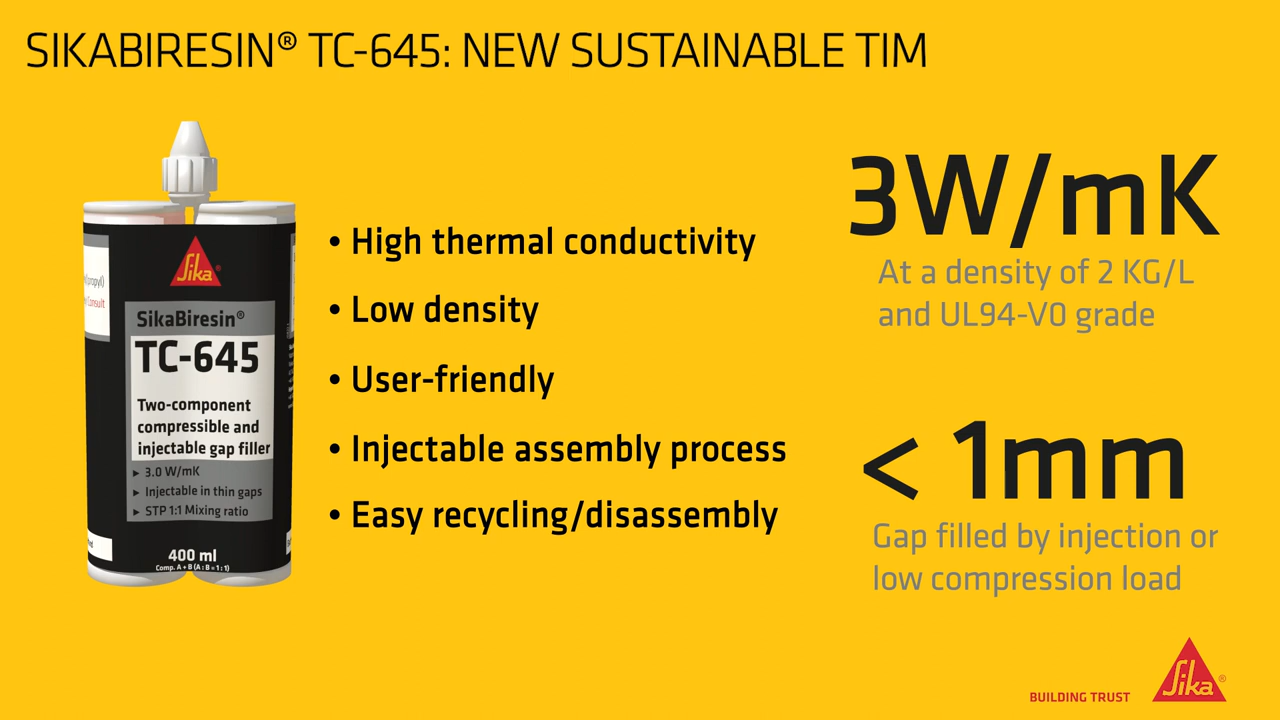 SIKABIRESIN® TC-645: NEW SUSTAINABLE TIM
Sika®
SikaBiresin®
TC-645
Two-component
compressible and
injectable gap filler
▸ 3.0 W/mK
▸ Injectable in thin gaps
▸ STP 1:1 Mixing ratio
400 ml
Comp. A + B (A : B = 1 : 1)
Consult
• High thermal conductivity
• Low density
• User-friendly
• Injectable assembly process
• Easy recycling/disassembly
3W/mK
At a density of 2 KG/L
and UL94-V0 grade
< 1mm
Gap filled by injection or
low compression load
BUILDING TRUST
Sika®